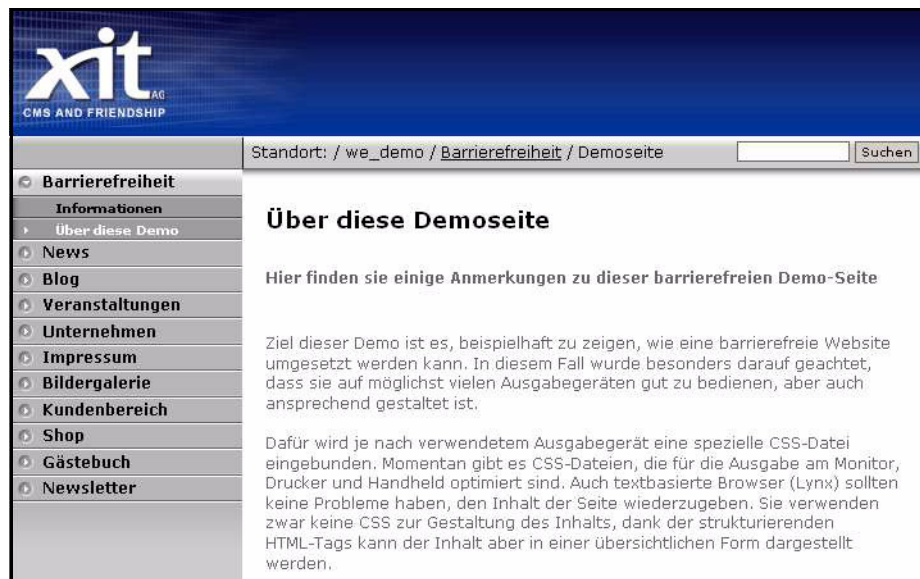 xit
AG
CMS AND FRIENDSHIP
Standort: / we_demo / Barrierefreiheit / Demoseite
Suchen
Barrierefreiheit
Informationen
Über diese Demo
News
Blog
Veranstaltungen
Unternehmen
Impressum
Bildergalerie
Kundenbereich
Shop
Gästebuch
Newsletter
Über diese Demoseite
Hier finden sie einige Anmerkungen zu dieser barrierefreien Demo-Seite
Ziel dieser Demo ist es, beispielhaft zu zeigen, wie eine barrierefreie Website
umgesetzt werden kann. In diesem Fall wurde besonders darauf geachtet,
dass sie auf möglichst vielen Ausgabegeräten gut zu bedienen, aber auch
ansprechend gestaltet ist.
Dafür wird je nach verwendetem Ausgabegerät eine spezielle CSS-Datei
eingebunden. Momentan gibt es CSS-Dateien, die für die Ausgabe am Monitor,
Drucker und Handheld optimiert sind. Auch textbasierte Browser (Lynx) sollten
keine Probleme haben, den Inhalt der Seite wiederzugeben. Sie verwenden
zwar keine CSS zur Gestaltung des Inhalts, dank der strukturierenden
HTML-Tags kann der Inhalt aber in einer übersichtlichen Form dargestellt
werden.